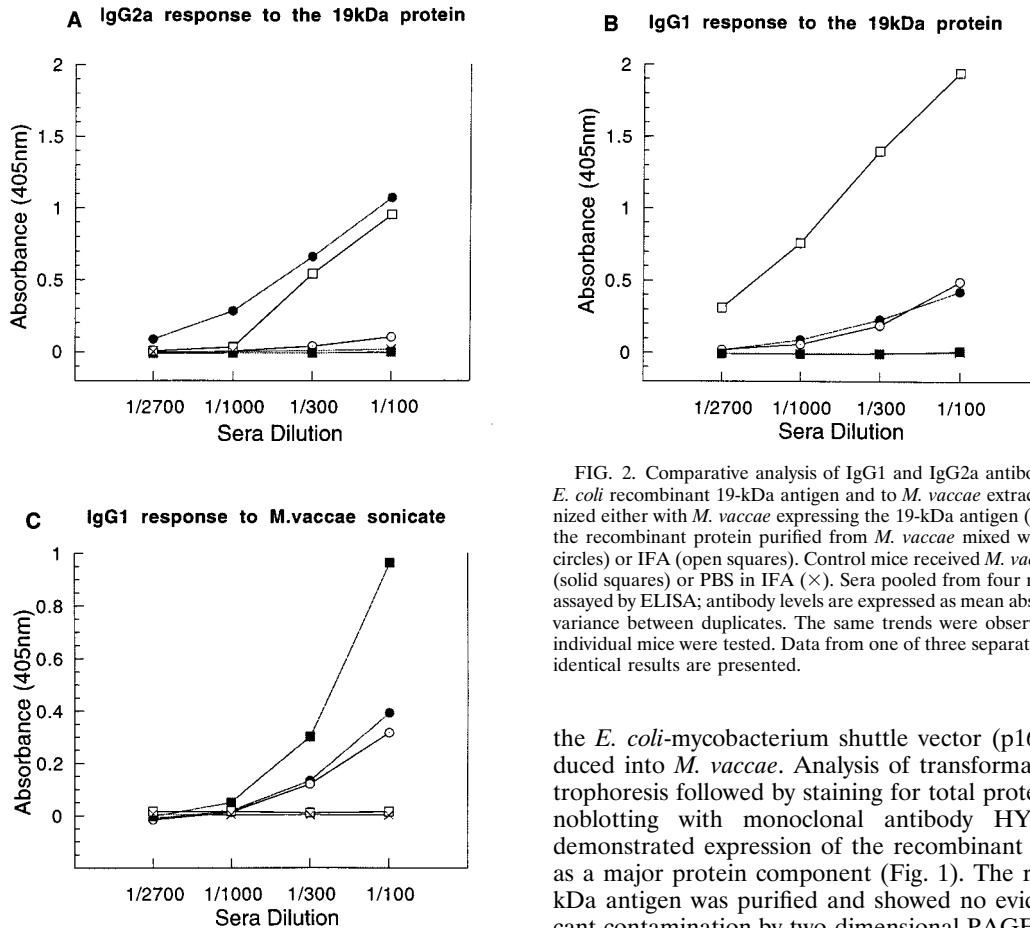 A IgG2a response to the 19kDa protein
2
1.5
1
0.5
0
Absorbance (405nm)
1/2700 1/1000 1/300 1/100
Sera Dilution
B IgG1 response to the 19kDa protein
2
1.5
1
0.5
0
Absorbance (405nm)
1/2700 1/1000 1/300 1/100
Sera Dilution
C IgG1 response to M.vaccae sonicate
1
0.8
0.6
0.4
0.2
0
Absorbance (405nm)
1/2700 1/1000 1/300 1/100
Sera Dilution
FIG. 2. Comparative analysis of IgG1 and IgG2a antibo
E. coli recombinant 19-kDa antigen and to M. vaccae extrac
nized either with M. vaccae expressing the 19-kDa antigen (
the recombinant protein purified from M. vaccae mixed w
circles) or IFA (open squares). Control mice received M. vac
(solid squares) or PBS in IFA (×). Sera pooled from four m
assayed by ELISA; antibody levels are expressed as mean abs
variance between duplicates. The same trends were observ
individual mice were tested. Data from one of three separat
identical results are presented.
the E. coli-mycobacterium shuttle vector (p16
duced into M. vaccae. Analysis of transforma
trophoresis followed by staining for total prote
noblotting with monoclonal antibody HY
demonstrated expression of the recombinant
as a major protein component (Fig. 1). The r
kDa antigen was purified and showed no evid
cant contamination by two-dimensional PAGE